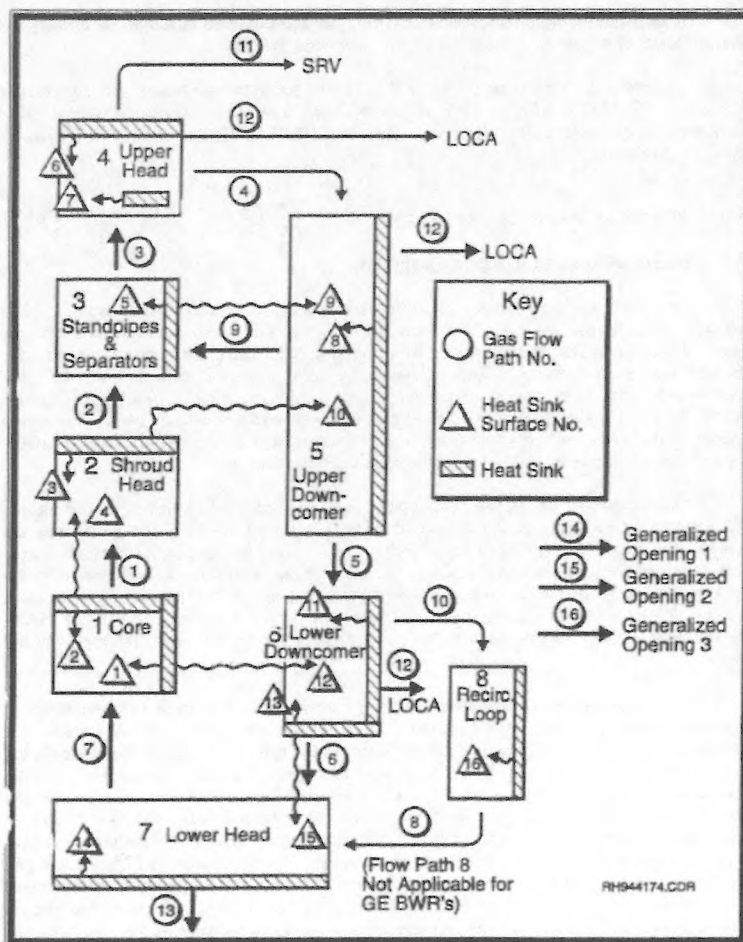 11
SRV
12
LOCA
4 Upper
Head
6
7
4
3
12
LOCA
3
Standpipes
&
Separators
5
9
9
8
Key
Gas Flow
Path No.
Heat Sink
Surface No.
Heat Sink
2
10
2 Shroud
Head
3
4
5
Upper
Down-
comer
14
Generalized
Opening 1
15
Generalized
Opening 2
16
Generalized
Opening 3
1
5
1 Core
2
1
11
6 Lower
Downcomer
12
13
10
12
LOCA
8
Recirc.
Loop
16
7
6
7 Lower Head
14
15
8
(Flow Path 8
Not Applicable for
GE BWR's)
RH944174.CDR
13